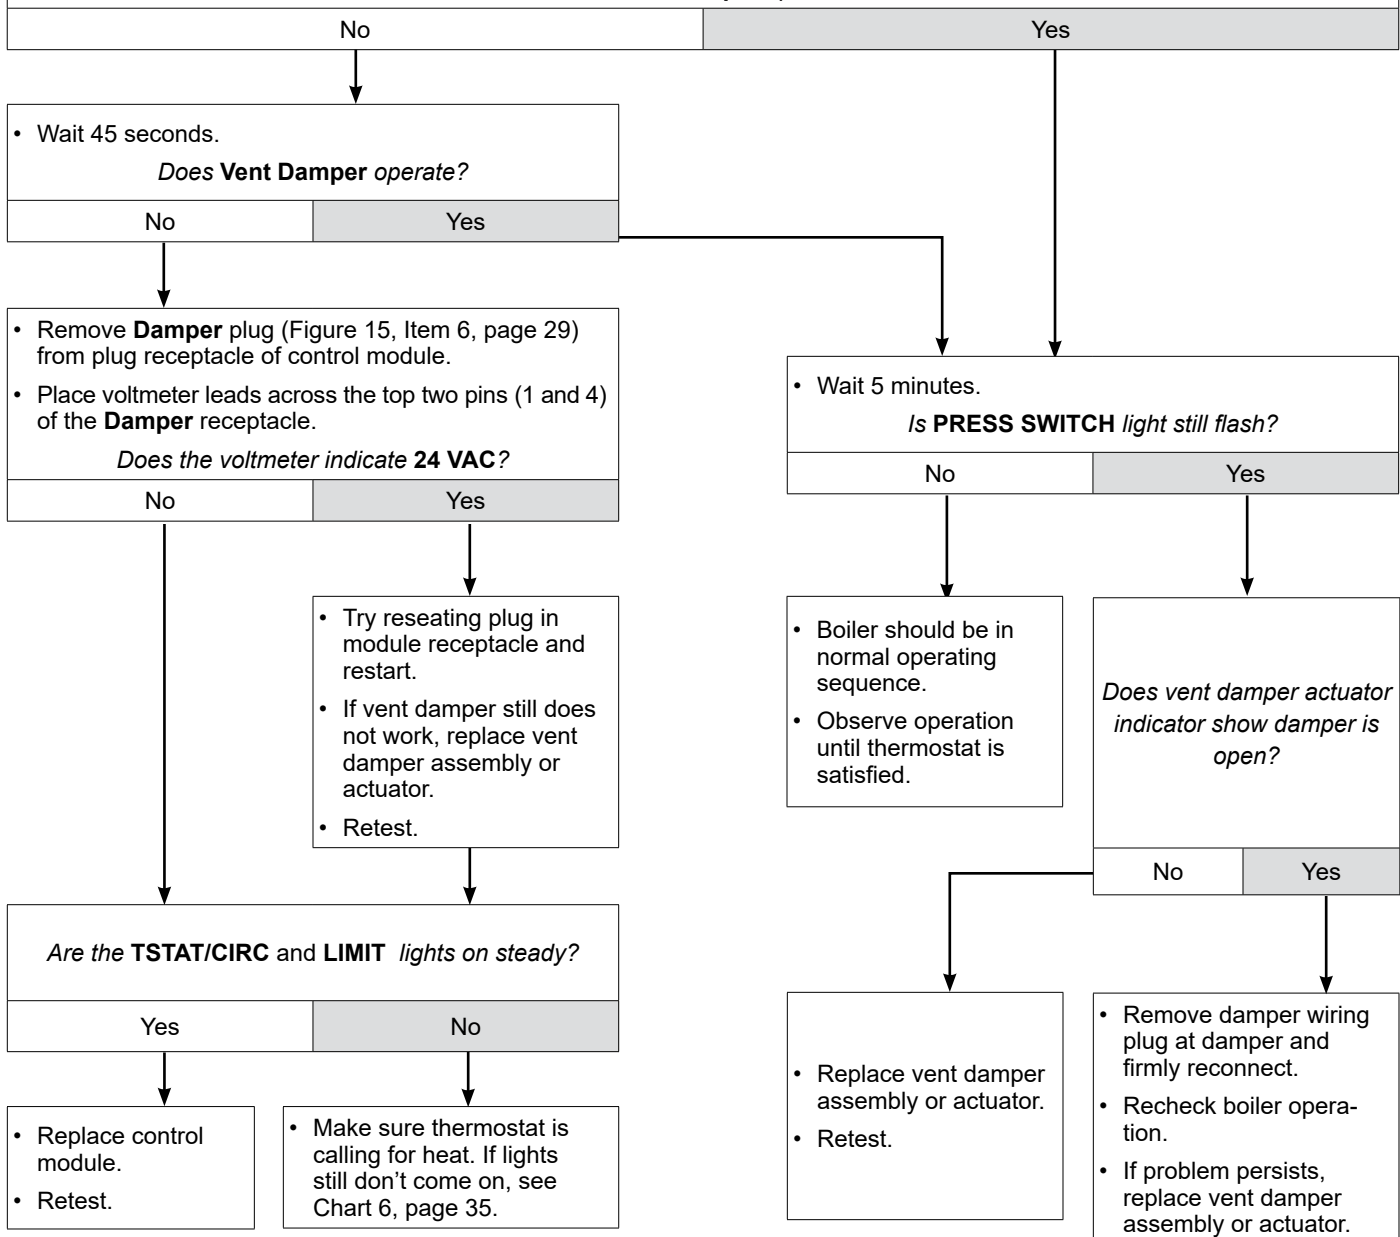 No
Yes
• Wait 45 seconds.
Does Vent Damper operate?
No
Yes
• Remove Damper plug (Figure 15, Item 6, page 29)
from plug receptacle of control module.
• Place voltmeter leads across the top two pins (1 and 4)
of the Damper receptacle.
Does the voltmeter indicate 24 VAC?
No
Yes
• Wait 5 minutes.
Is PRESS SWITCH light still flash?
No
Yes
• Try reseating plug in
module receptacle and
restart.
• If vent damper still does
not work, replace vent
damper assembly or
actuator.
• Retest.
• Boiler should be in
normal operating
sequence.
• Observe operation
until thermostat is
satisfied.
Does vent damper actuator
indicator show damper is
open?
No
Yes
Are the TSTAT/CIRC and LIMIT lights on steady?
Yes
No
• Replace control
module.
• Retest.
• Make sure thermostat is
calling for heat. If lights
still don't come on, see
Chart 6, page 35.
• Replace vent damper
assembly or actuator.
• Retest.
• Remove damper wiring
plug at damper and
firmly reconnect.
• Recheck boiler opera-
tion.
• If problem persists,
replace vent damper
assembly or actuator.